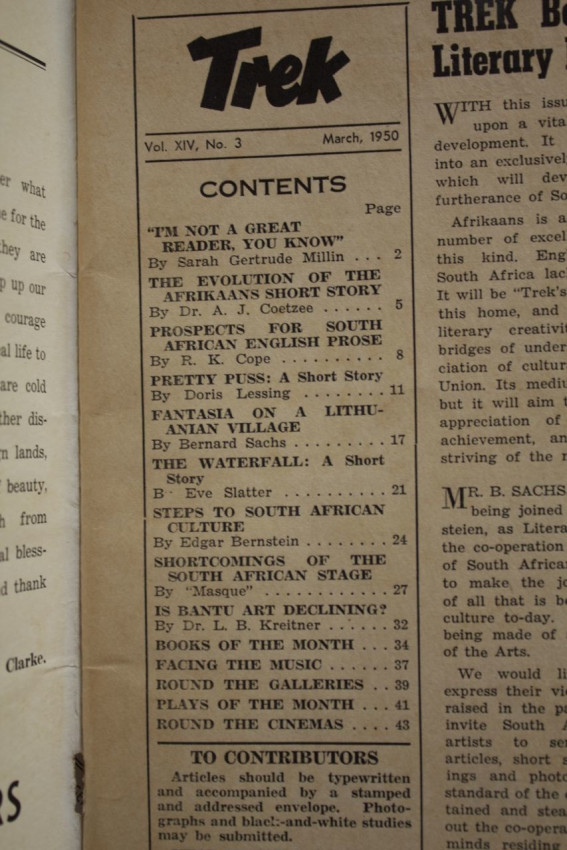 er what
e for the
hey are
p up our
courage
al life to
are cold
ther dis-
n lands,
beauty,
h from
al bless-
d thank
Clarke.
RS
Trek
Vol. XIV, No. 3 March, 1950
CONTENTS
Page
"I'M NOT A GREAT
READER, YOU KNOW"
By Sarah Gertrude Millin ... 2
THE EVOLUTION OF THE
AFRIKAANS SHORT STORY
By Dr. A. J. Coetzee ...... 5
PROSPECTS FOR SOUTH
AFRICAN ENGLISH PROSE
By R. K. Cope .......... 8
PRETTY PUSS: A Short Story
By Doris Lessing ........ 11
FANTASIA ON A LITHU-
ANIAN VILLAGE
By Bernard Sachs ......... 17
THE WATERFALL: A Short
Story
B Eve Slatter .......... 21
STEPS TO SOUTH AFRICAN
CULTURE
By Edgar Bernstein ........ 24
SHORTCOMINGS OF THE
SOUTH AFRICAN STAGE
By "Masque" ............ 27
IS BANTU ART DECLINING?
By Dr. L. B. Kreitner ...... 32
BOOKS OF THE MONTH ... 34
FACING THE MUSIC ...... 37
ROUND THE GALLERIES .. 39
PLAYS OF THE MONTH ... 41
ROUND THE CINEMAS .... 43
TO CONTRIBUTORS
Articles should be typewritten
and accompanied by a stamped
and addressed envelope. Photo-
graphs and black-and-white studies
may be submitted.
TREK Be
Literary
WITH this issu
upon a vita
development. It
into an exclusively
which will dev
furtherance of So
Afrikaans is a
number of excel
this kind. Eng
South Africa lac
It will be "Trek's
this home, and
literary creativit
bridges of under
ciation of cultur
Union. Its mediu
but it will aim t
appreciation of
achievement, an
striving of the n
MR. B. SACHS
being joined
steien, as Litera
the co-operation
of South African
to make the jo
of all that is be
culture to-day.
being made of
of the Arts.
We would li
express their vie
raised in the pa
invite South A
artists to se
articles, short s
ings and photo
standard of the
tained and stea
out the co-opera
minds residing